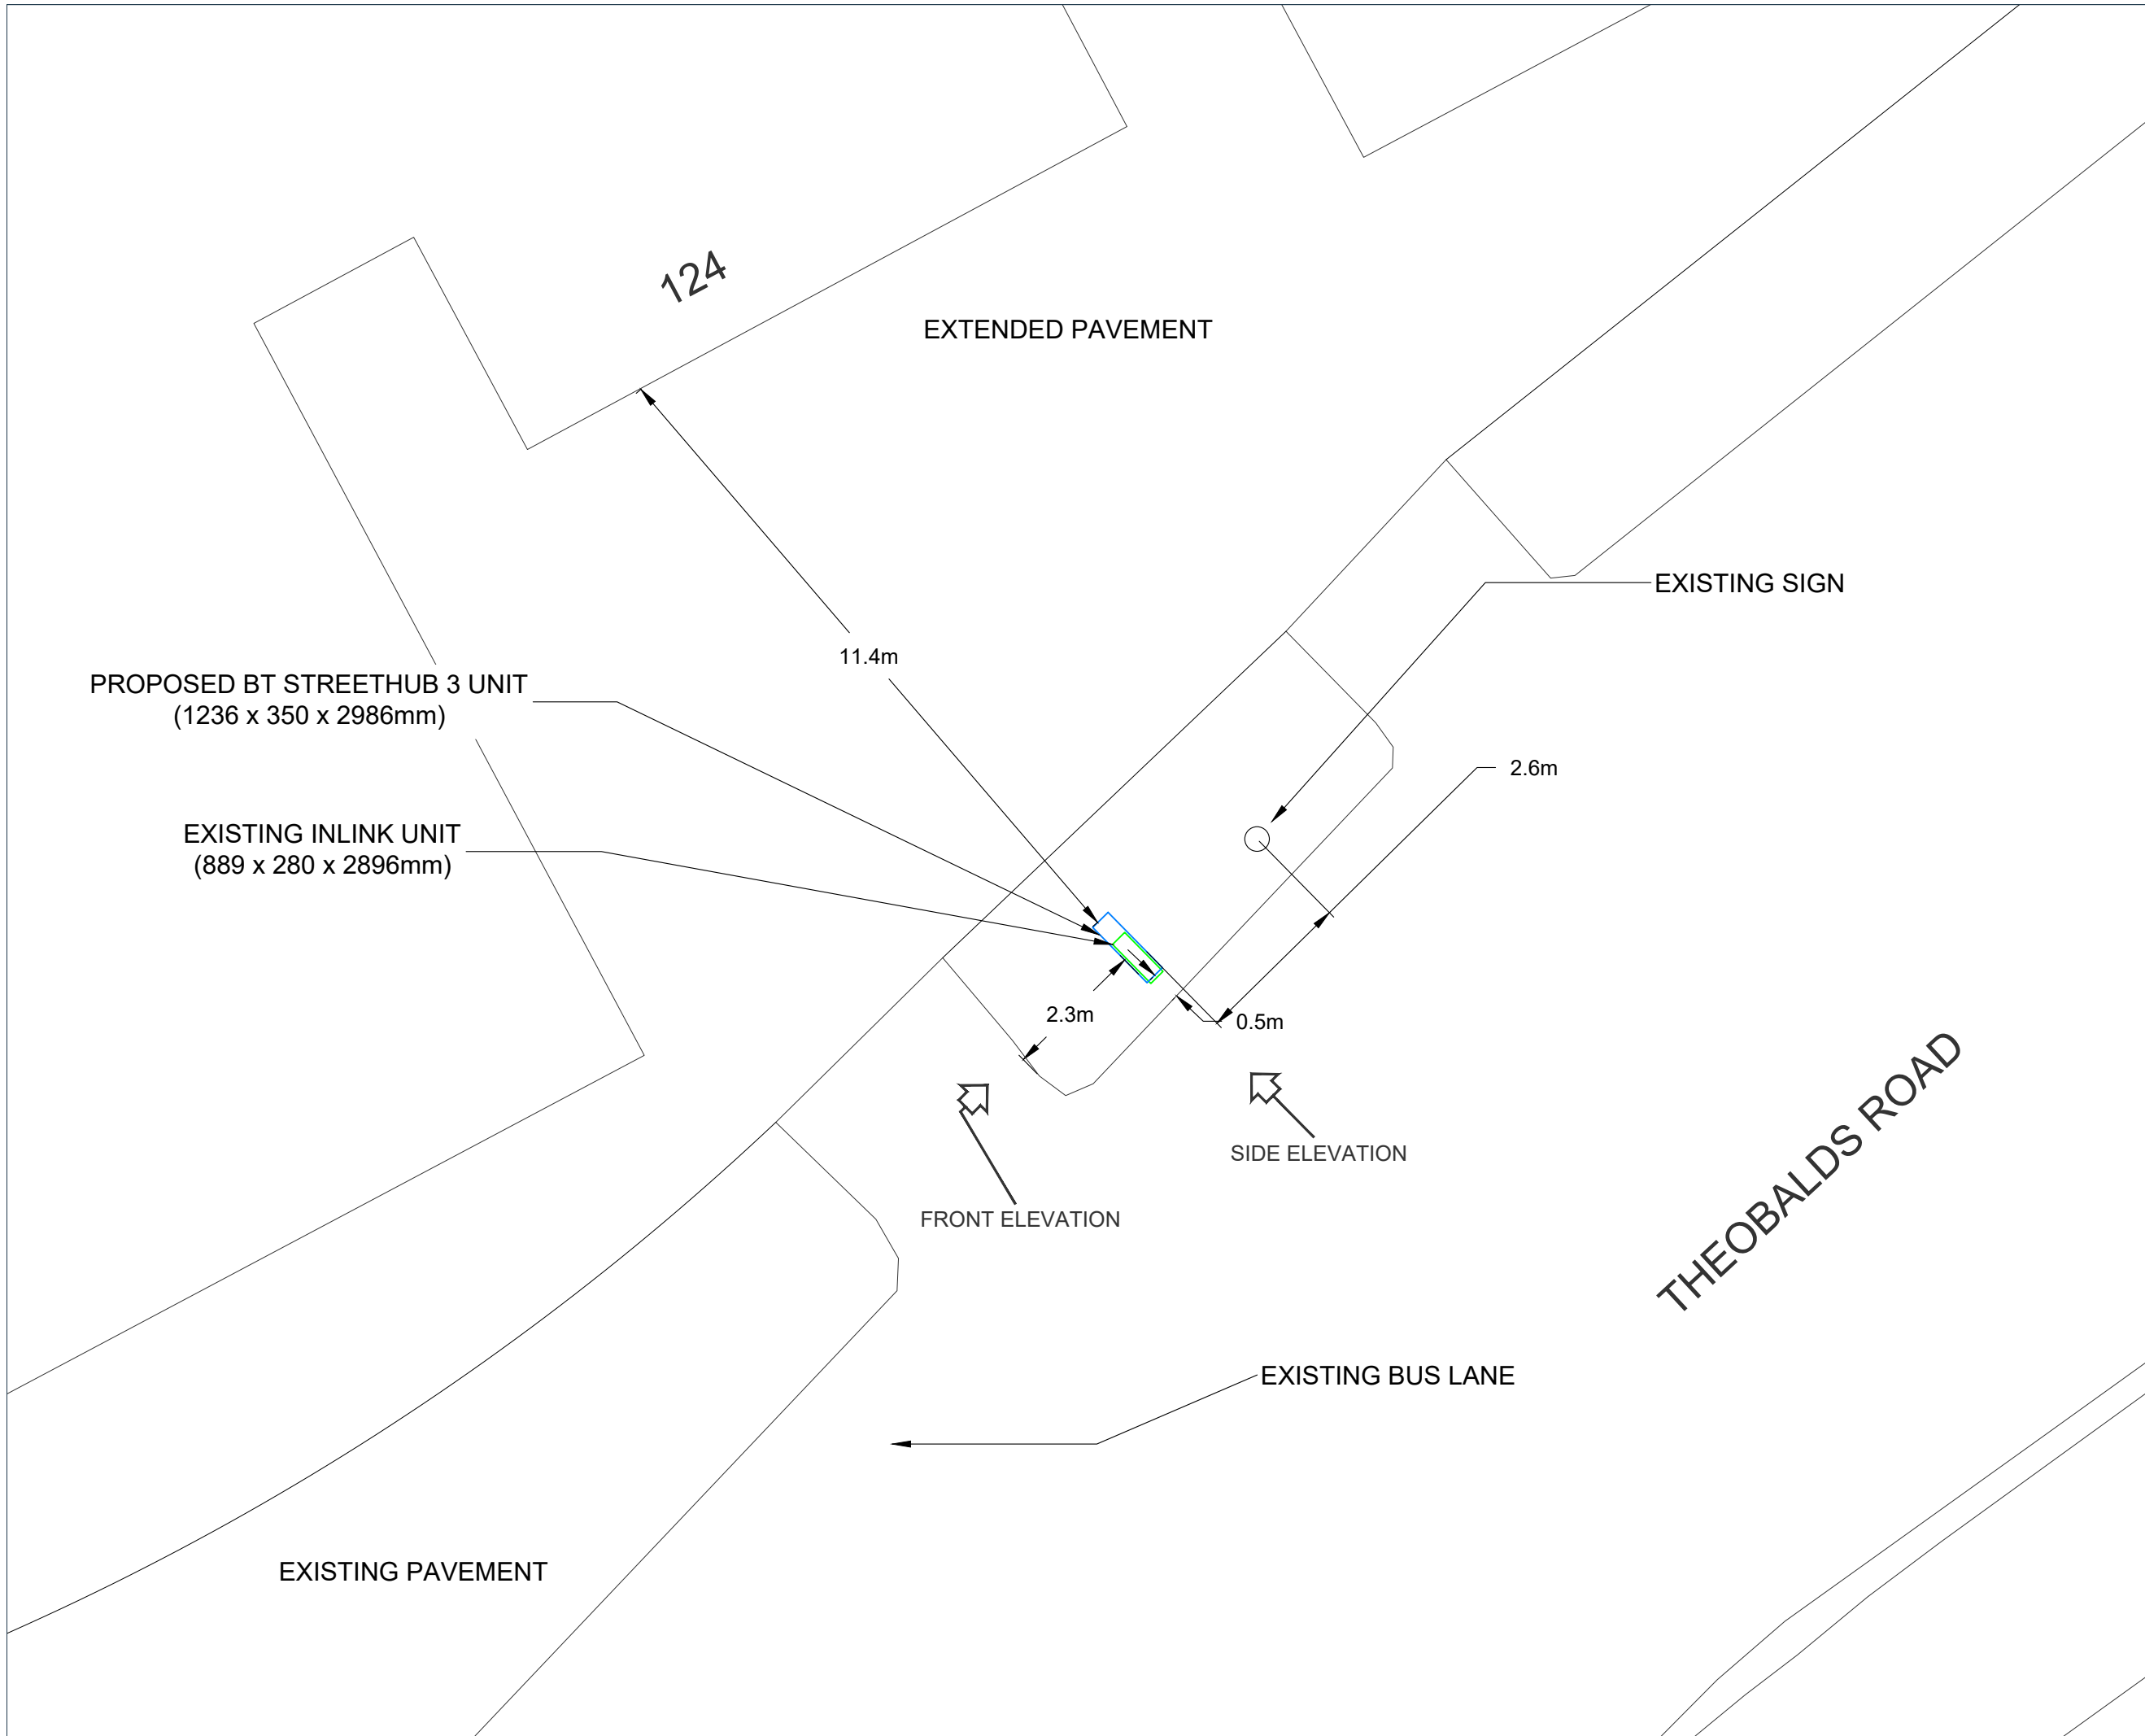 124
EXTENDED PAVEMENT
EXISTING SIGN
11.4m
PROPOSED BT STREETHUB 3 UNIT
(1236 x 350 x 2986mm)
2.6m
EXISTING INLINK UNIT
(889 x 280 x 2896mm)
2.3m
0.5m
SIDE ELEVATION
FRONT ELEVATION
THEOBALDS ROAD
EXISTING BUS LANE
EXISTING PAVEMENT